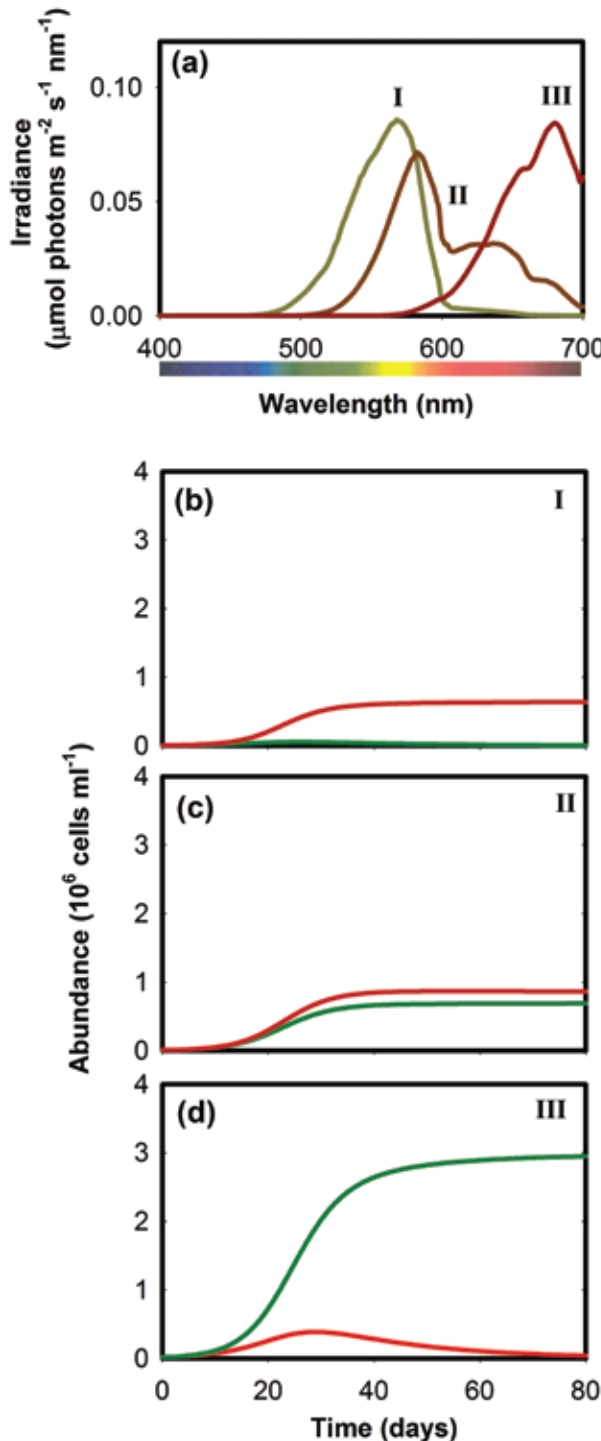 (a)
I
III
II
0.10
0.05
0.00
Irradiance
(μmol photons m-2 s-1 nm-1)
400
500
600
700
Wavelength (nm)
(b)
I
4
3
2
1
0
(c)
II
4
3
2
1
0
Abundance (106 cells ml-1)
(d)
III
4
3
2
1
0
0
20
40
60
80
Time (days)